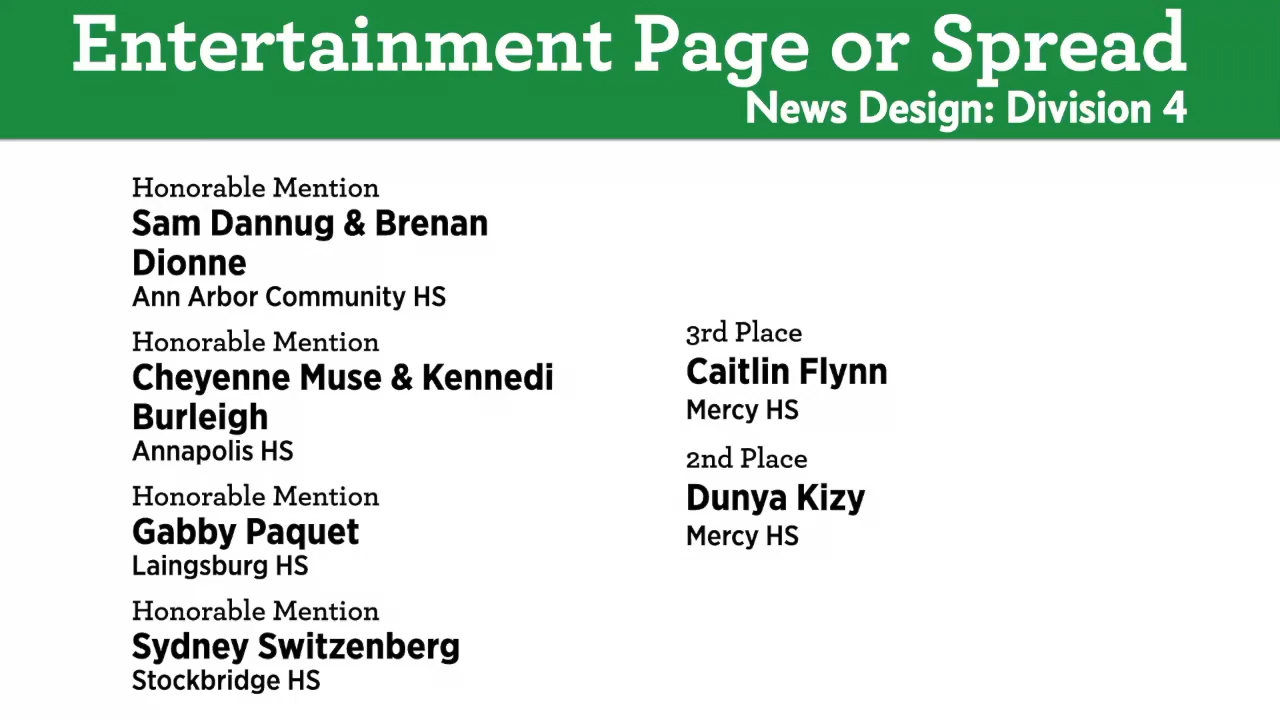 Entertainment Page or Spread
News Design: Division 4
Honorable Mention
Sam Dannug & Brenan
Dionne
Ann Arbor Community HS
Honorable Mention
Cheyenne Muse & Kennedi
Burleigh
Annapolis HS
Honorable Mention
Gabby Paquet
Laingsburg HS
Honorable Mention
Sydney Switzenberg
Stockbridge HS
3rd Place
Caitlin Flynn
Mercy HS
2nd Place
Dunya Kizy
Mercy HS